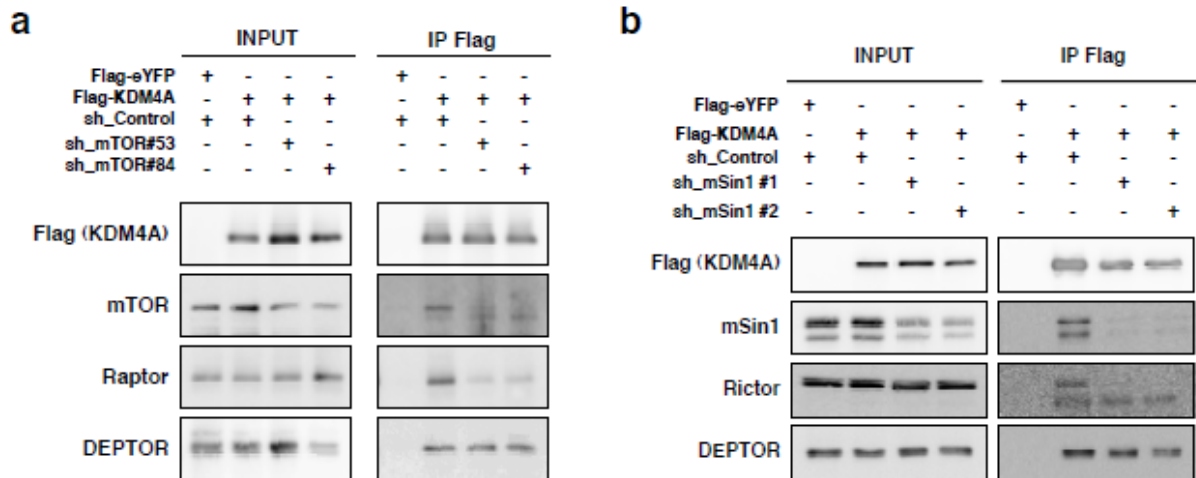 a
INPUT IP Flag
Flag-eYFP + - - - + - - -
Flag-KDM4A - + + + - + + +
sh_Control + + - - + + - -
sh_mTOR#53 - - + - - - + -
sh_mTOR#84 - - - + - - - +
Flag (KDM4A)
mTOR
Raptor
DEPTOR
b
INPUT IP Flag
Flag-eYFP + - - - + - - -
Flag-KDM4A - + + + - + + +
sh_Control + + - - + + - -
sh_mSin1 #1 - - + - - - + -
sh_mSin1 #2 - - - + - - - +
Flag (KDM4A)
mSin1
Rictor
DEPTOR